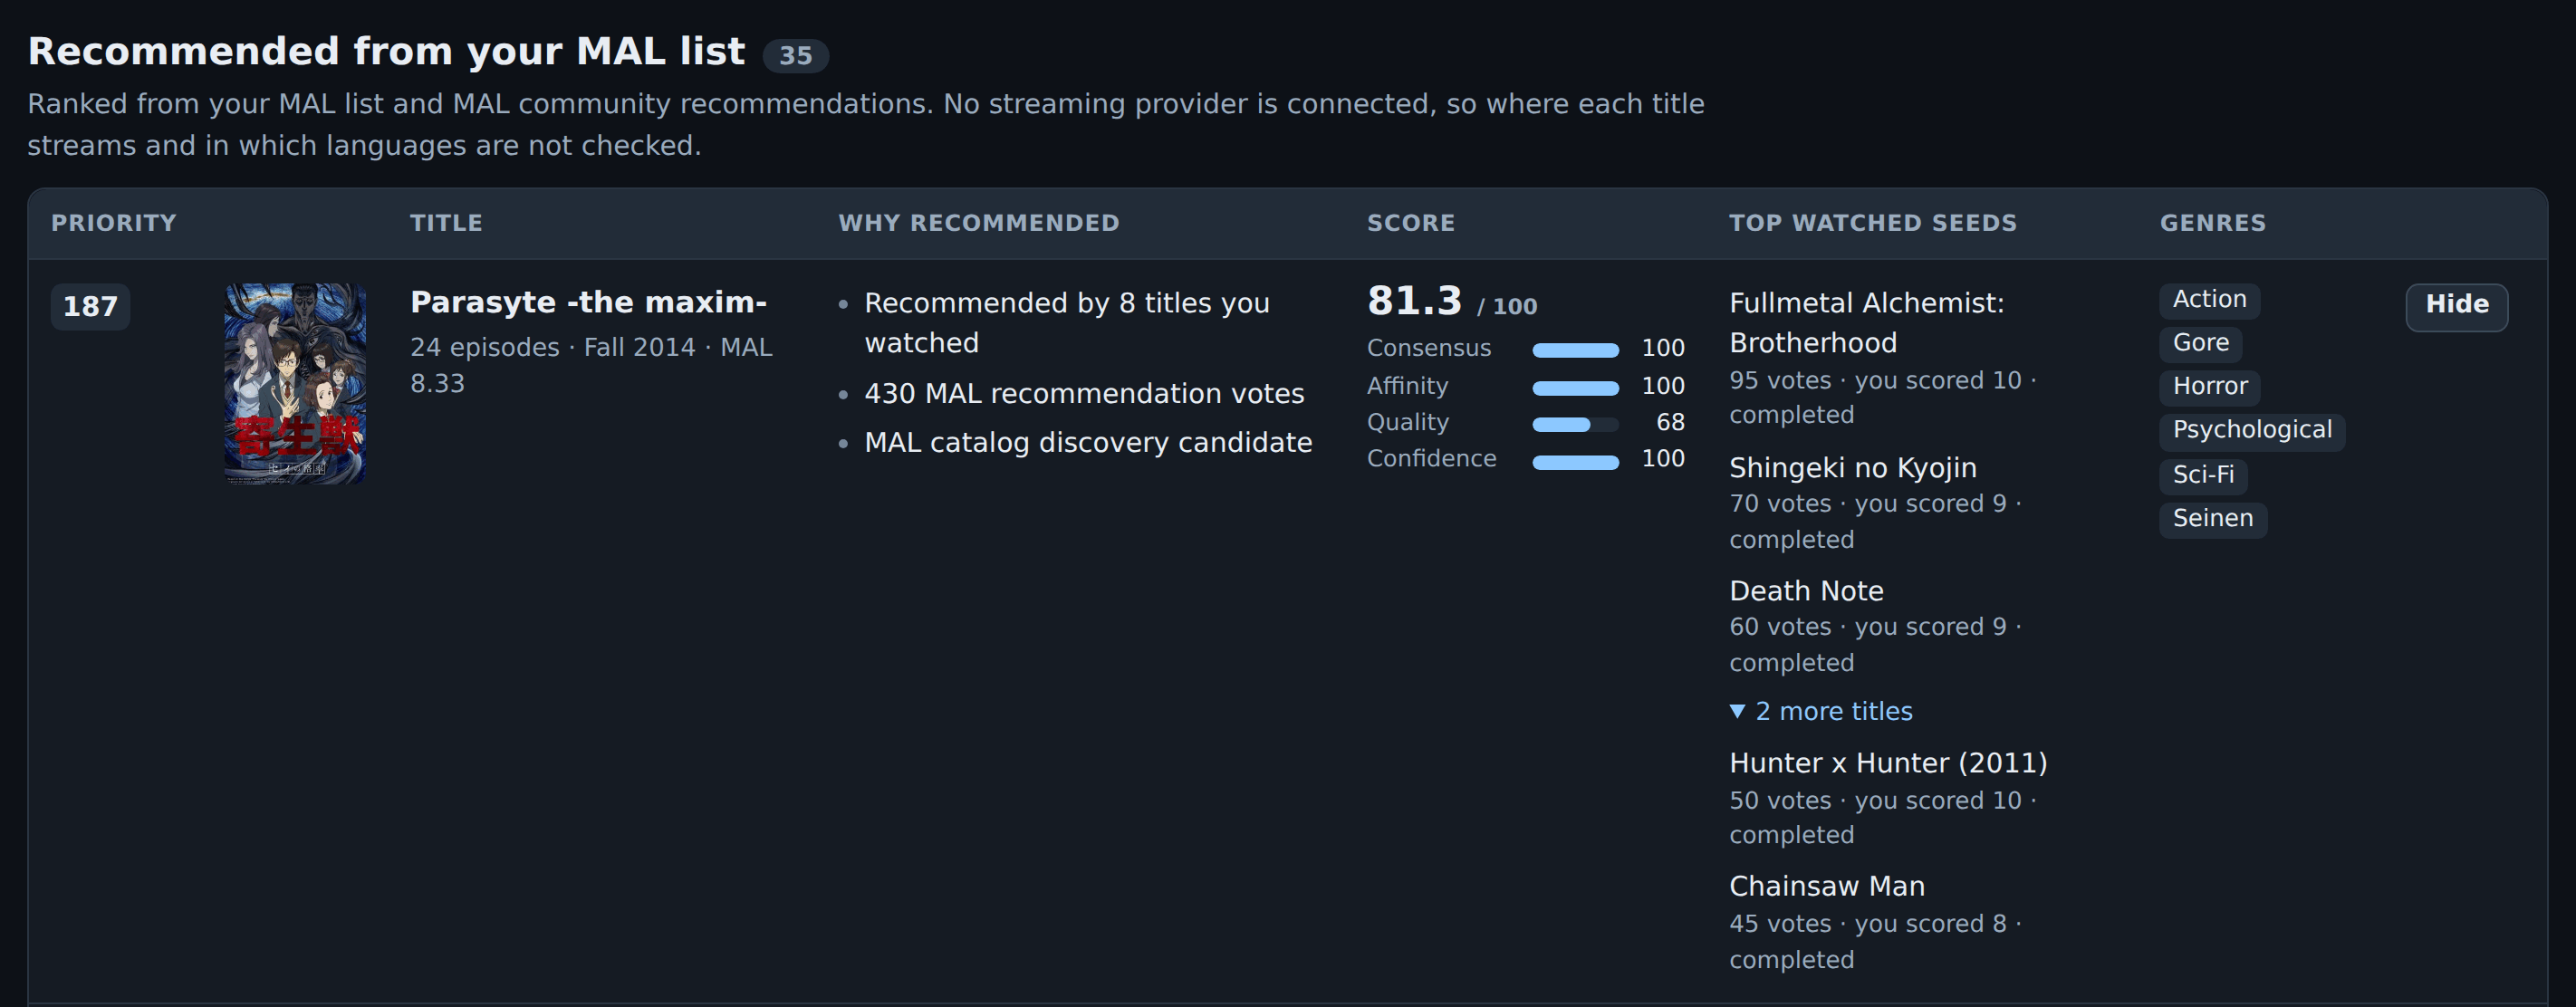 Recommended from your MAL list 35
Ranked from your MAL list and MAL community recommendations. No streaming provider is connected, so where each title
streams and in which languages are not checked.
PRIORITY TITLE WHY RECOMMENDED SCORE TOP WATCHED SEEDS GENRES
187
寄生獣
セイの格率
Parasyte -the maxim-
24 episodes · Fall 2014 · MAL
8.33
• Recommended by 8 titles you
watched
• 430 MAL recommendation votes
• MAL catalog discovery candidate
81.3 / 100
Consensus 100
Affinity 100
Quality 68
Confidence 100
Fullmetal Alchemist:
Brotherhood
95 votes · you scored 10 ·
completed
Shingeki no Kyojin
70 votes · you scored 9 ·
completed
Death Note
60 votes · you scored 9 ·
completed
▼ 2 more titles
Hunter x Hunter (2011)
50 votes · you scored 10 ·
completed
Chainsaw Man
45 votes · you scored 8 ·
completed
Action
Gore
Horror
Psychological
Sci-Fi
Seinen
Hide